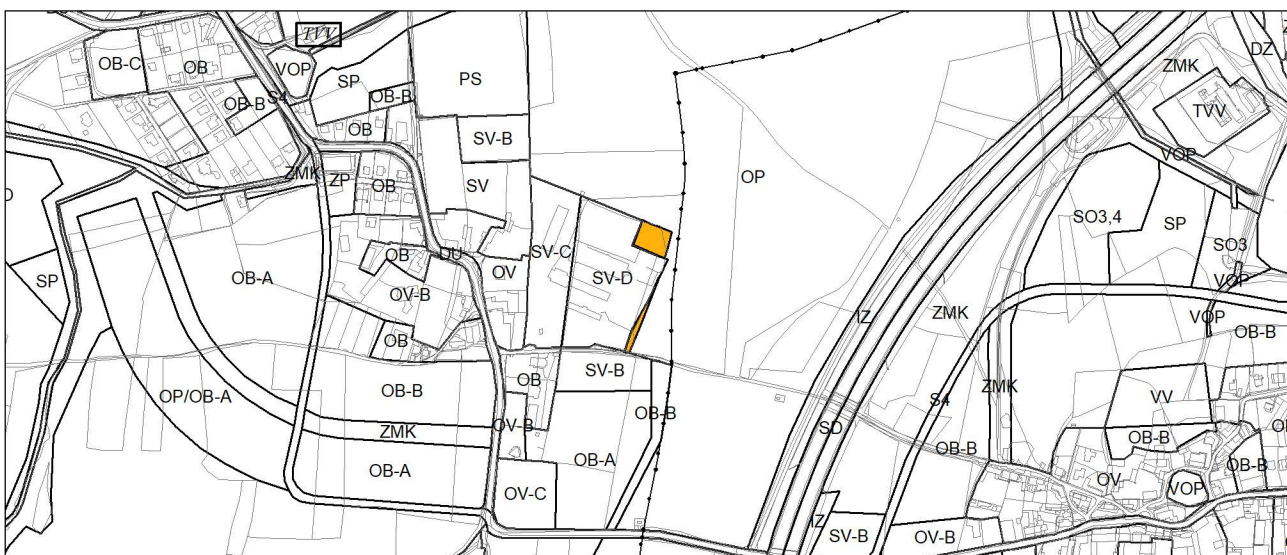 TVV
OB-C
OB
VOP
SP
PS
OB-B
S4
OB-B
OB
SV-B
ZMK
ZP
OB
SV
OP
SV-C
SP
OB-A
OB
DU
OV
SV-D
OV-B
OB
OB
SV-B
OP/OB-A
OB-B
OB-B
ZMK
OV-B
OB-A
OB-A
OV-C
ZMK
DZ
TVV
VOP
SO3,4
SP
SO3
VOP
IZ
ZMK
VOP
OB-B
ZMK
S4
VV
SD
OB-B
OB-B
OV
OB-B
VOP
IZ
SV-B
OV-B